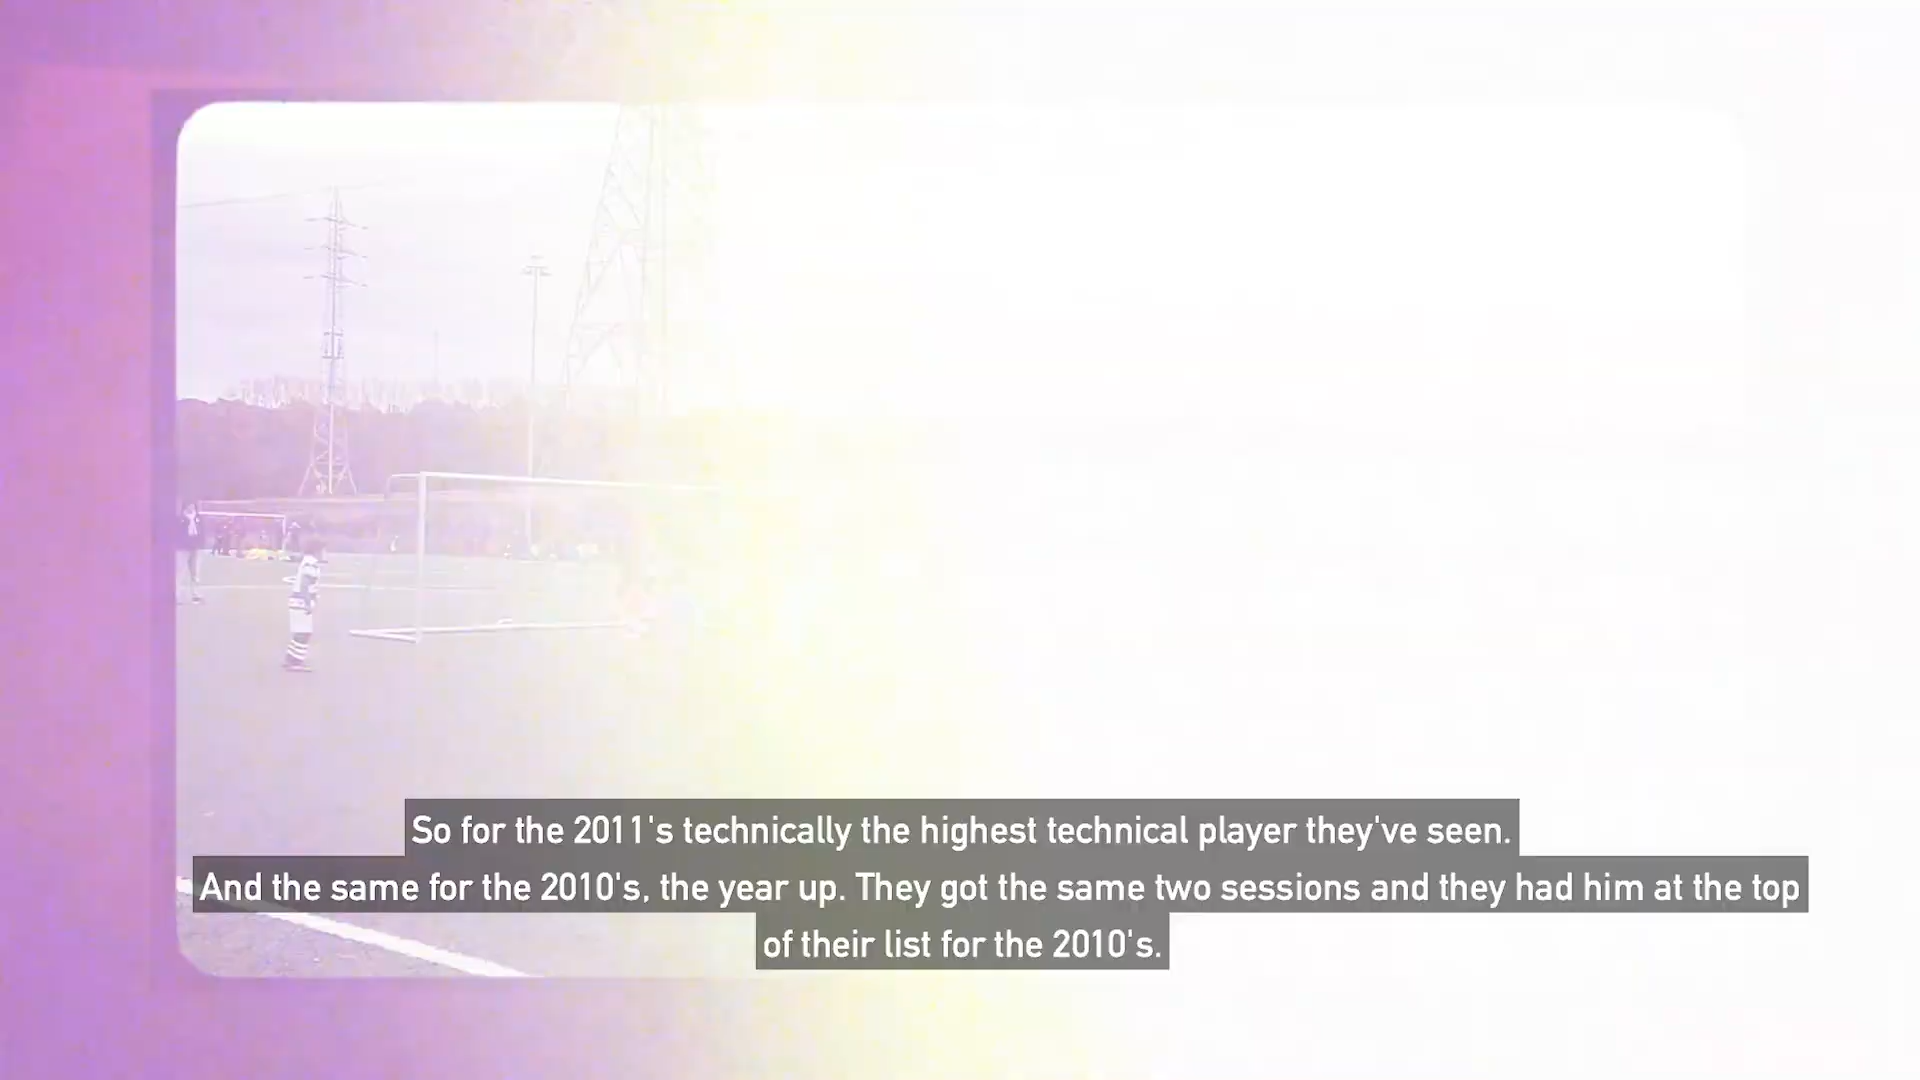 So for the 2011's technically the highest technical player they've seen.
And the same for the 2010's, the year up. They got the same two sessions and they had him at the top
of their list for the 2010's.